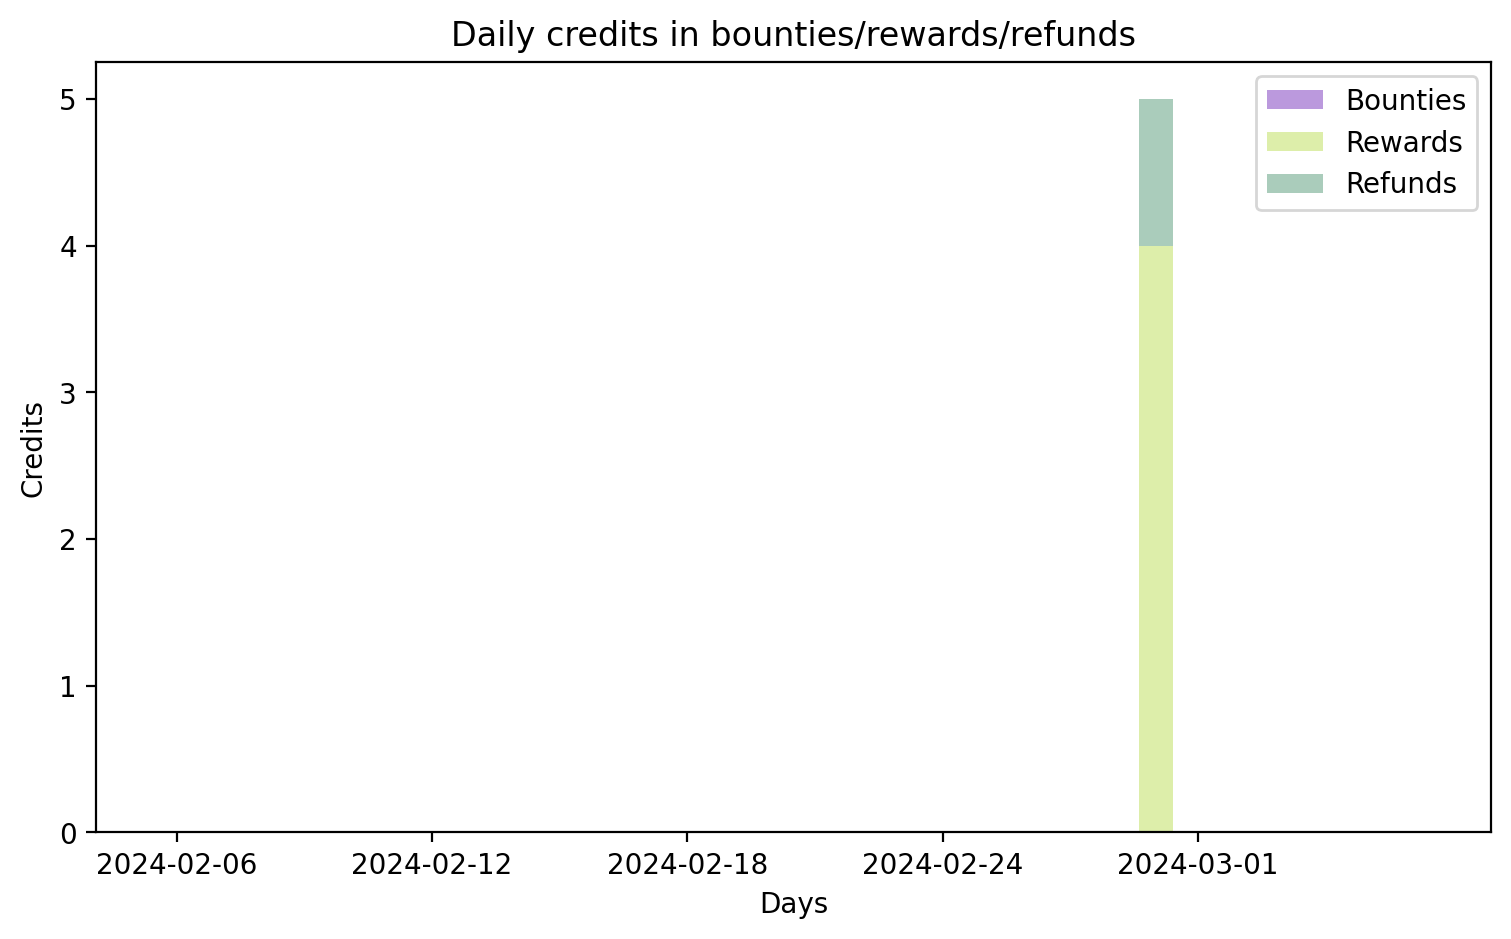 Daily credits in bounties/rewards/refunds
Bounties
Rewards
Refunds
5
4
3
2
1
0
Credits
2024-02-06 2024-02-12 2024-02-18 2024-02-24 2024-03-01
Days